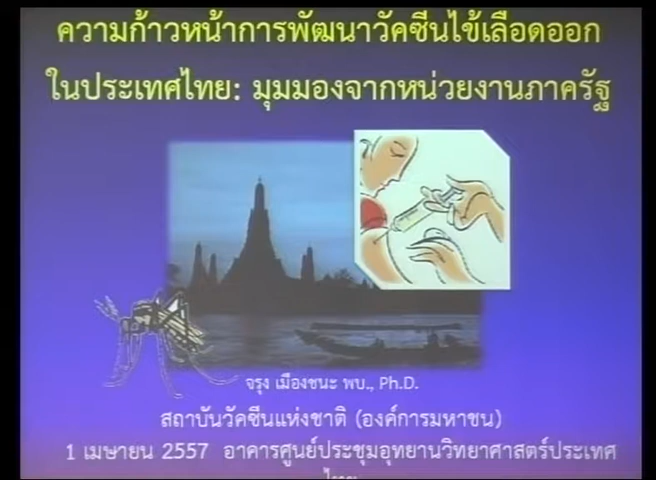 ความก้าวหน้าการพัฒนาวัคซีนไข้เลือดออก
ในประเทศไทย: มุมมองจากหน่วยงานภาครัฐ
จรุง เมืองชนะ พบ., Ph.D.
สถาบันวัคซีนแห่งชาติ (องค์การมหาชน)
1 เมษายน 2557 อาคารศูนย์ประชุมอุทยานวิทยาศาสตร์ประเทศ